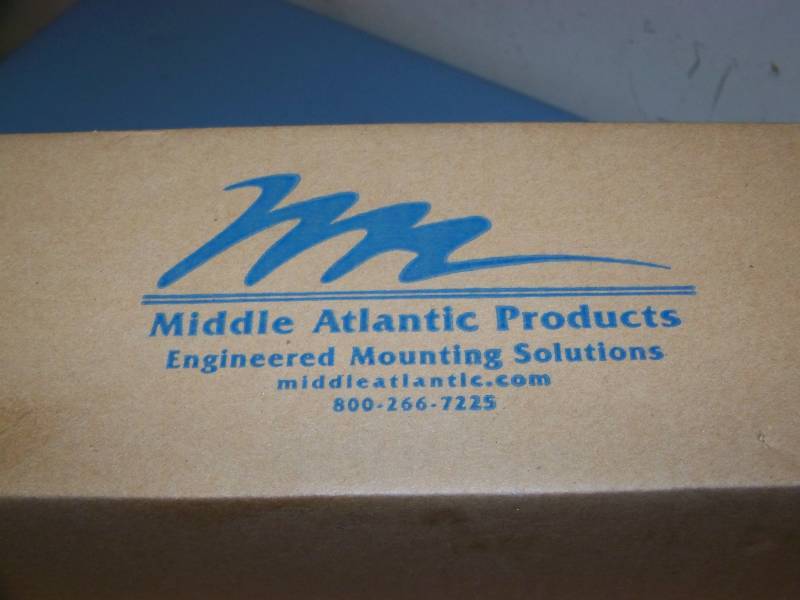 Middle Atlantic Products
Engineered Mounting Solutions
middleatlantic.com
800-266-7225